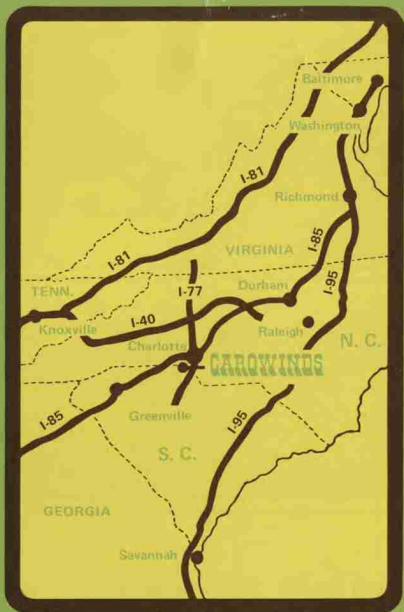 Baltimore
Washington
I-81
Richmond
I-85
VIRGINIA
I-95
I-81
I-77
TENN.
Durham
Knoxville
I-40
Raleigh
N. C.
Charlotte
CAROWINDS
I-85
Greenville
I-95
S. C.
GEORGIA
Savannah